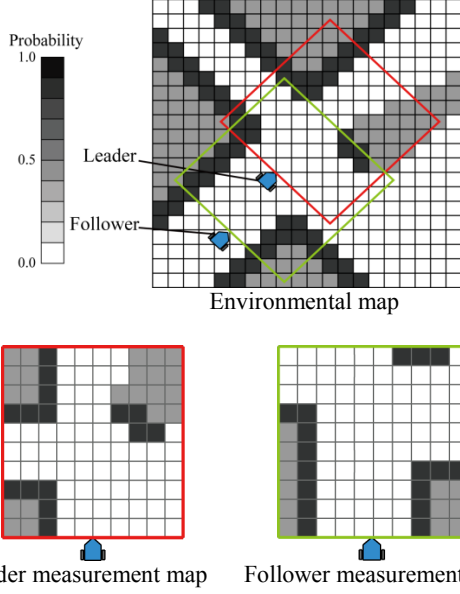 Probability
1.0
0.5
0.0
Leader
Follower
Environmental map
der measurement map
Follower measurement